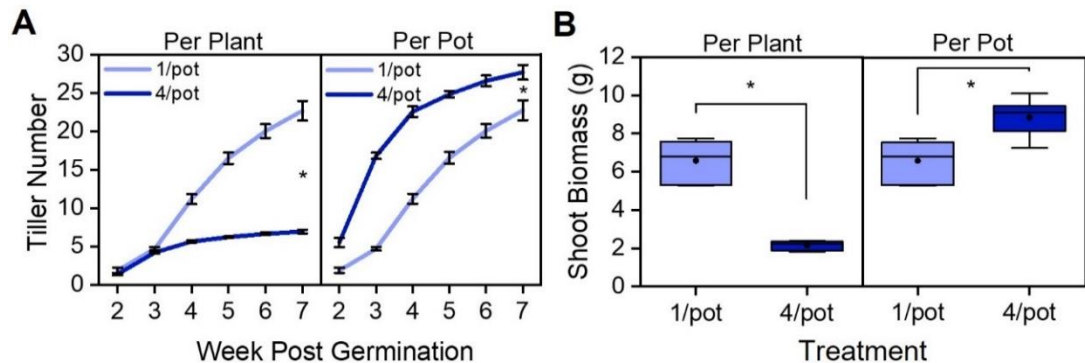 A
Per Plant
Per Pot
30
25
20
15
10
5
0
Tiller Number
1/pot
4/pot
*
1/pot
4/pot
*
2 3 4 5 6 7
2 3 4 5 6 7
Week Post Germination
B
Per Plant
Per Pot
12
10
8
6
4
2
0
Shoot Biomass (g)
*
*
1/pot 4/pot
1/pot 4/pot
Treatment